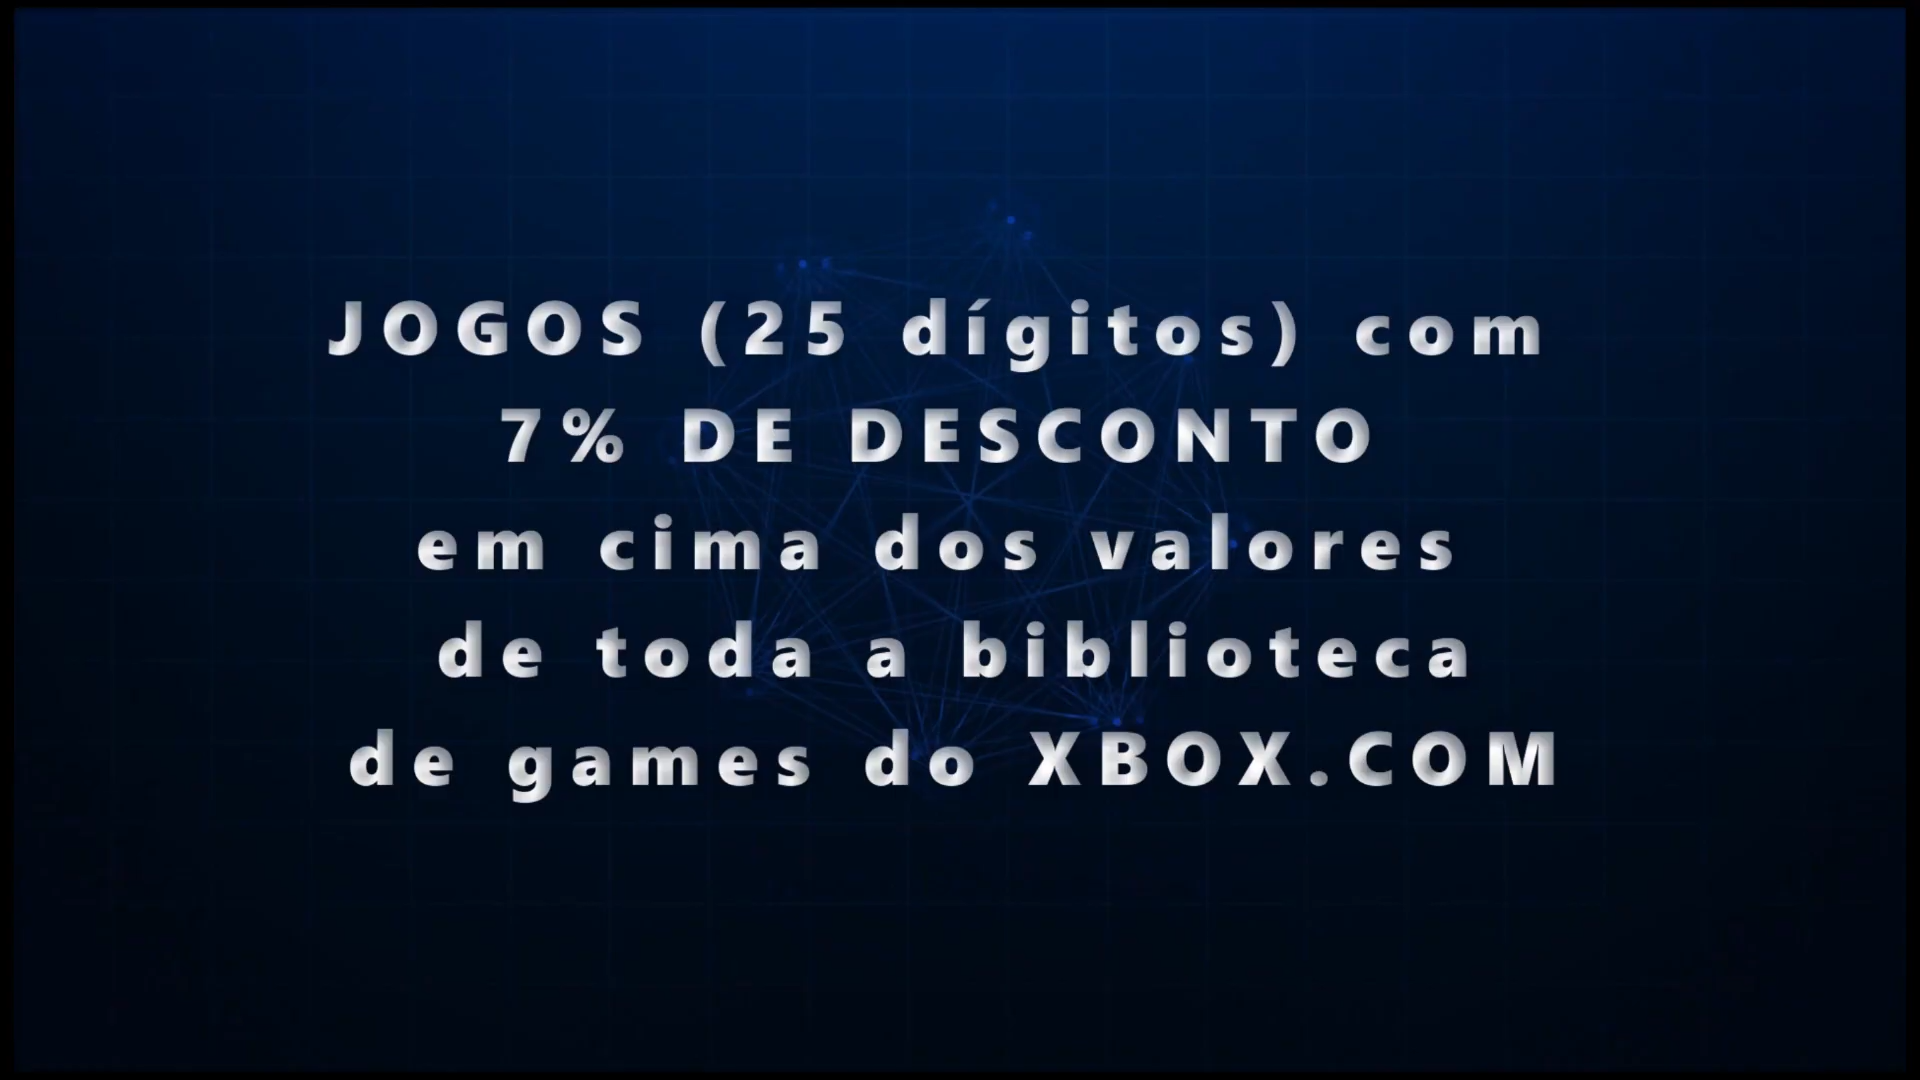 JOGOS (25 dígitos) com
7% DE DESCONTO
em cima dos valores
de toda a biblioteca
de games do XBOX.COM